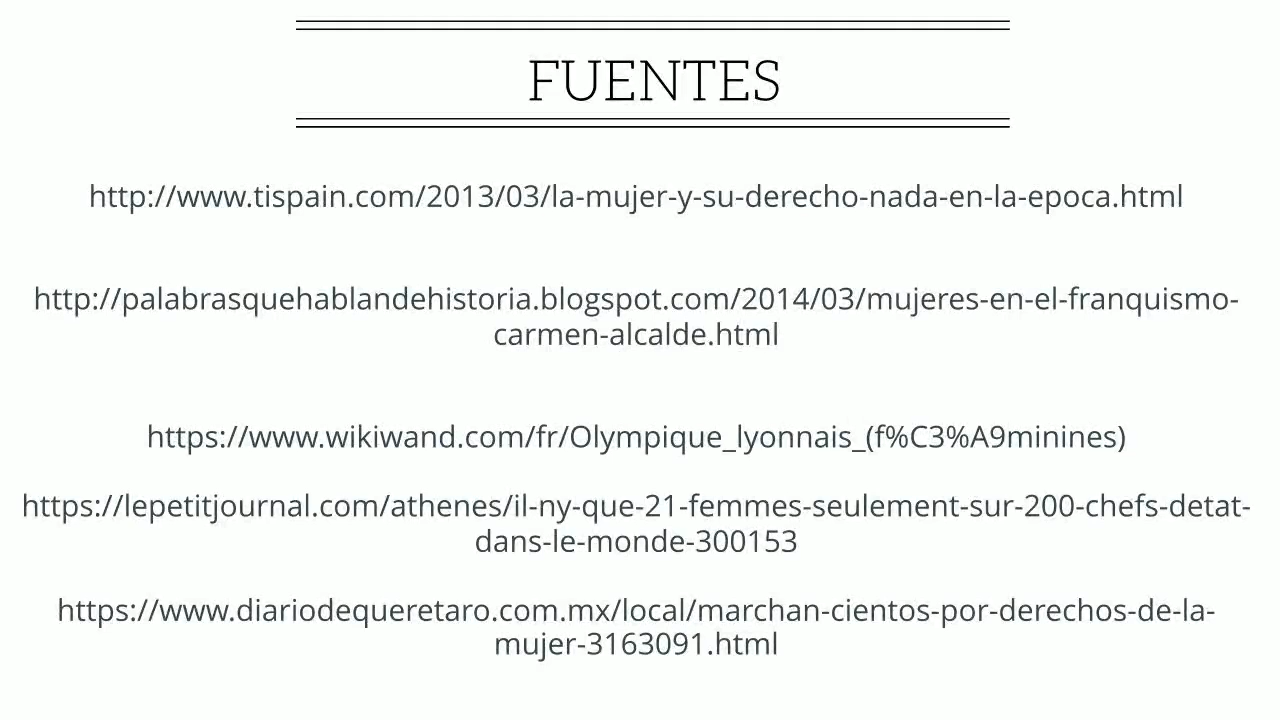 FUENTES
http://www.tispain.com/2013/03/la-mujer-y-su-derecho-nada-en-la-epoca.html
http://palabrasquehablandehistoria.blogspot.com/2014/03/mujeres-en-el-franquismo-
carmen-alcalde.html
https://www.wikiwand.com/fr/Olympique_lyonnais_(f%C3%A9minines)
https://lepetitjournal.com/athenes/il-ny-que-21-femmes-seulement-sur-200-chefs-detat-
dans-le-monde-300153
https://www.diariodequeretaro.com.mx/local/marchan-cientos-por-derechos-de-la-
mujer-3163091.html